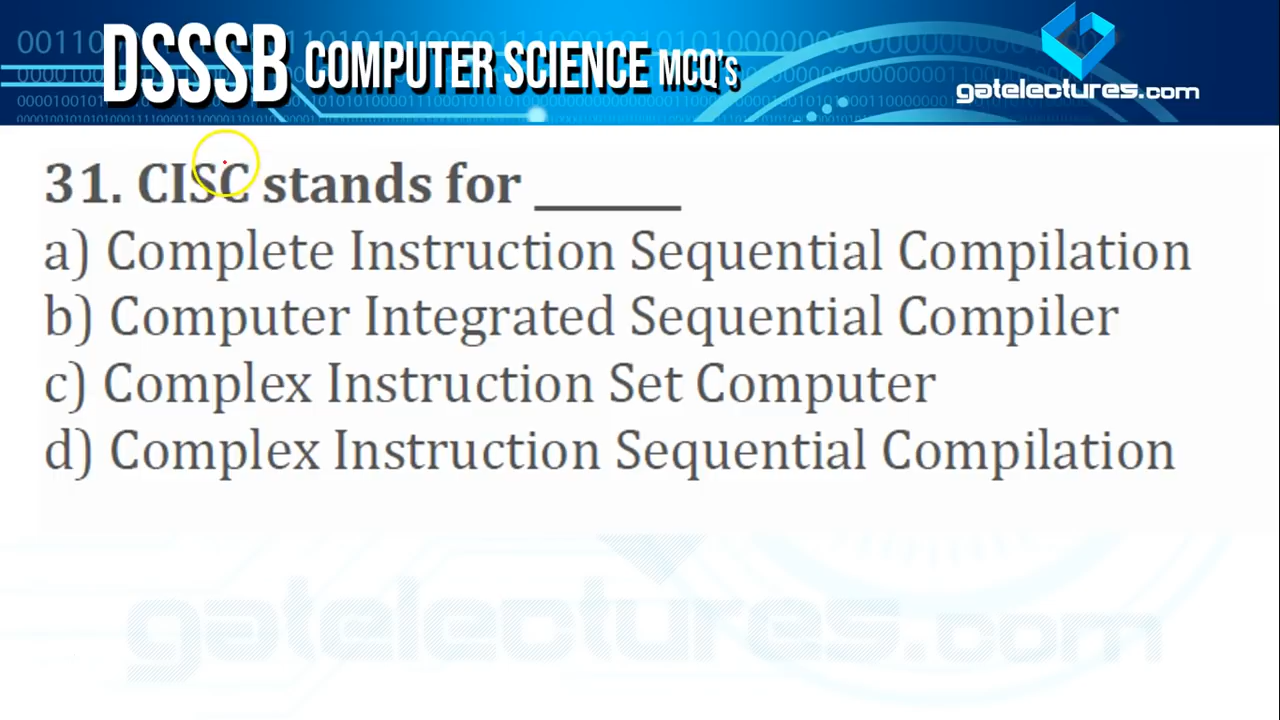 DSSSB COMPUTER SCIENCE MCQ's
gatelectures.com
31. CISC stands for ______
a) Complete Instruction Sequential Compilation
b) Computer Integrated Sequential Compiler
c) Complex Instruction Set Computer
d) Complex Instruction Sequential Compilation
gatelectures.com